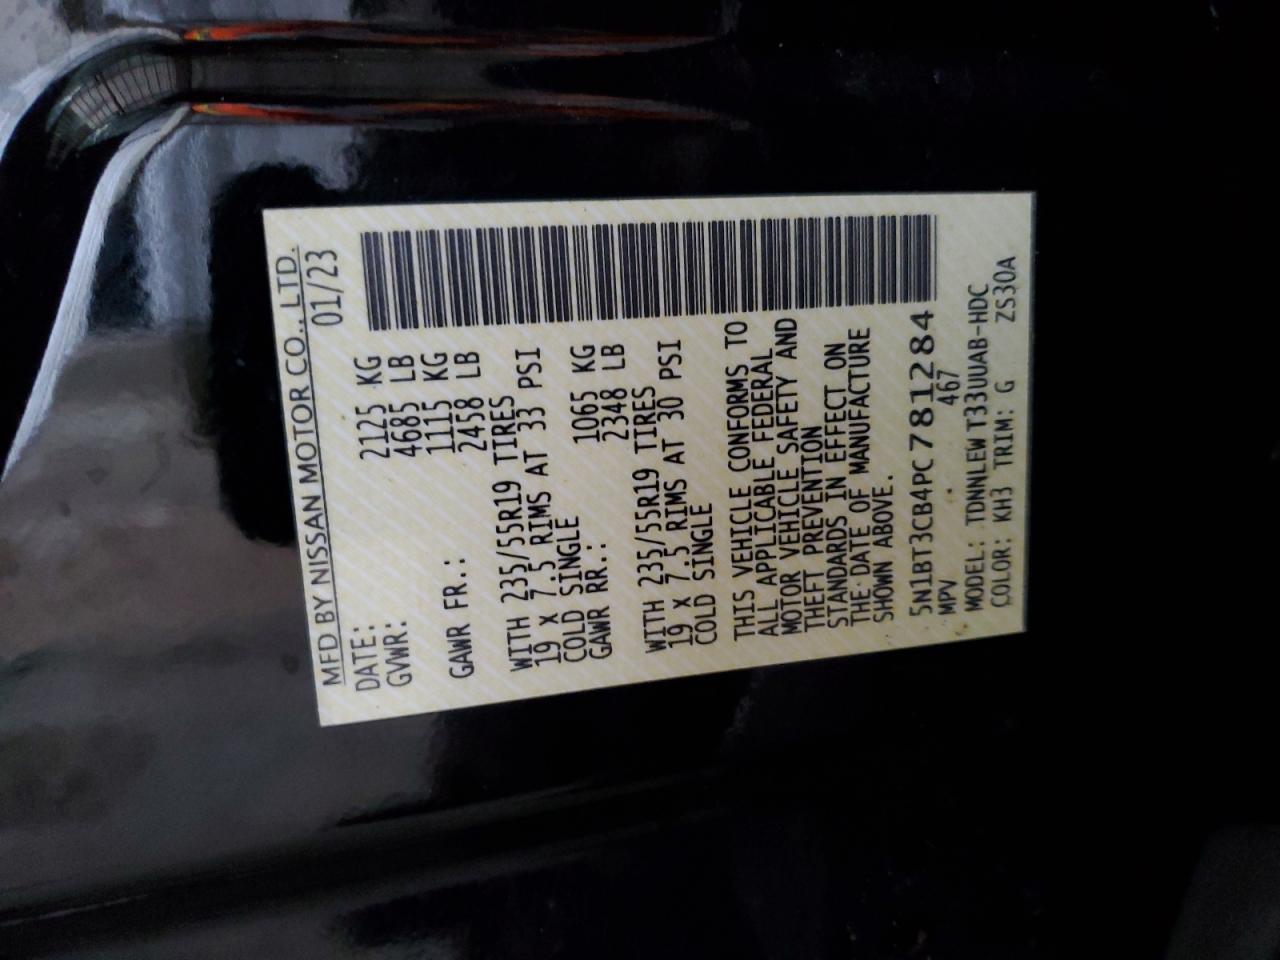 MFD BY NISSAN MOTOR CO., LTD.
DATE: 01/23
GVWR: 2125 KG
4685 LB
GAWR FR.: 1115 KG
2458 LB
WITH 235/55R19 TIRES
19 x 7.5 RIMS AT 33 PSI
COLD SINGLE
GAWR RR.: 1065 KG
2348 LB
WITH 235/55R19 TIRES
19 x 7.5 RIMS AT 30 PSI
COLD SINGLE
THIS VEHICLE CONFORMS TO
ALL APPLICABLE FEDERAL
MOTOR VEHICLE SAFETY AND
THEFT PREVENTION
STANDARDS IN EFFECT ON
THE DATE OF MANUFACTURE
SHOWN ABOVE.
5N1BT3CB4PC781284
MPV 467
MODEL: TDNNLEW T33UUAB-HDC
COLOR: KH3 TRIM: G ZS30A